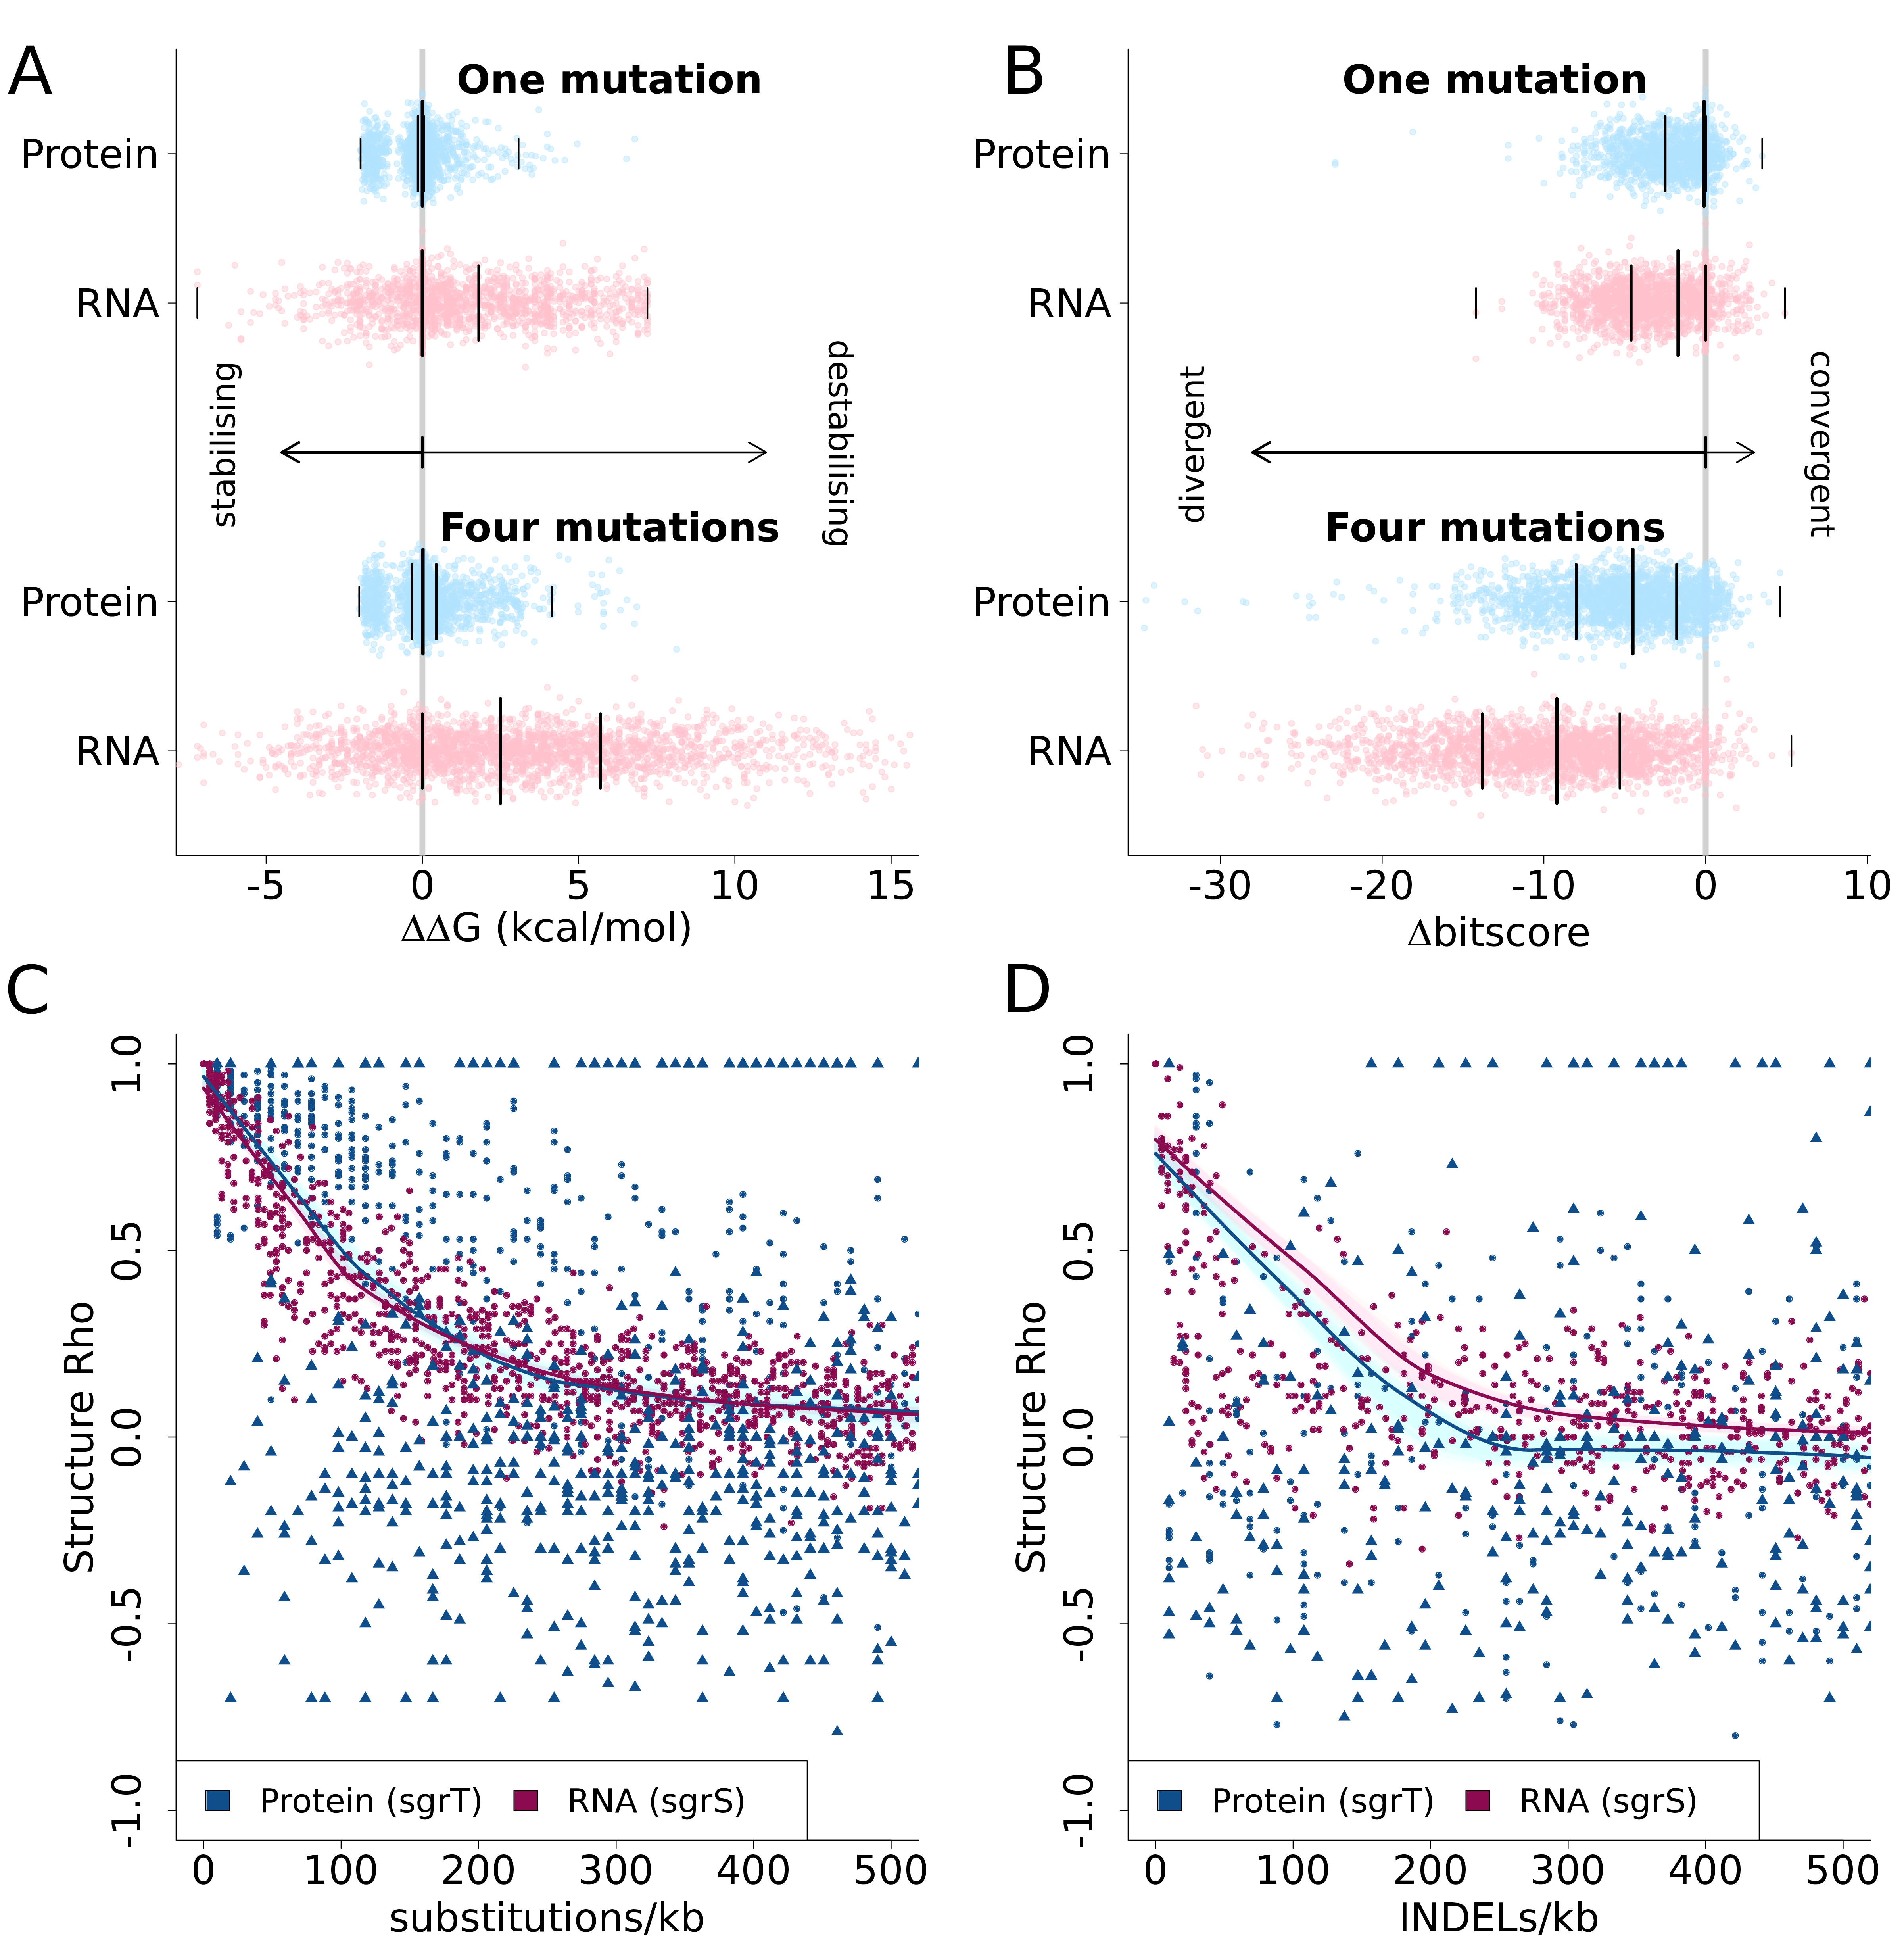 A
One mutation
Protein
RNA
stabilising
destabilising
Four mutations
Protein
RNA
-5 0 5 10 15
ΔΔG (kcal/mol)
B
One mutation
Protein
RNA
divergent
convergent
Four mutations
Protein
RNA
-30 -20 -10 0 10
Δbitscore
C
Structure Rho
1.0
0.5
0.0
-0.5
-1.0
Protein (sgrT) RNA (sgrS)
0 100 200 300 400 500
substitutions/kb
D
Structure Rho
1.0
0.5
0.0
-0.5
-1.0
Protein (sgrT) RNA (sgrS)
0 100 200 300 400 500
INDELs/kb